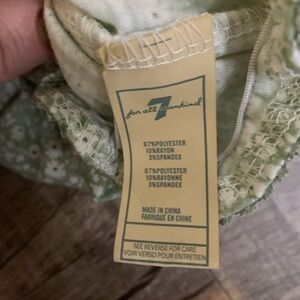 7
for all mankind
87%POLYESTER
10%RAYON
3%SPANDEX
87%POLYESTER
10%RAYONNE
3%SPANDEX
MADE IN CHINA
FABRIQUÉ EN CHINE
SEE REVERSE FOR CARE
VOIR VERSO POUR ENTRETIEN